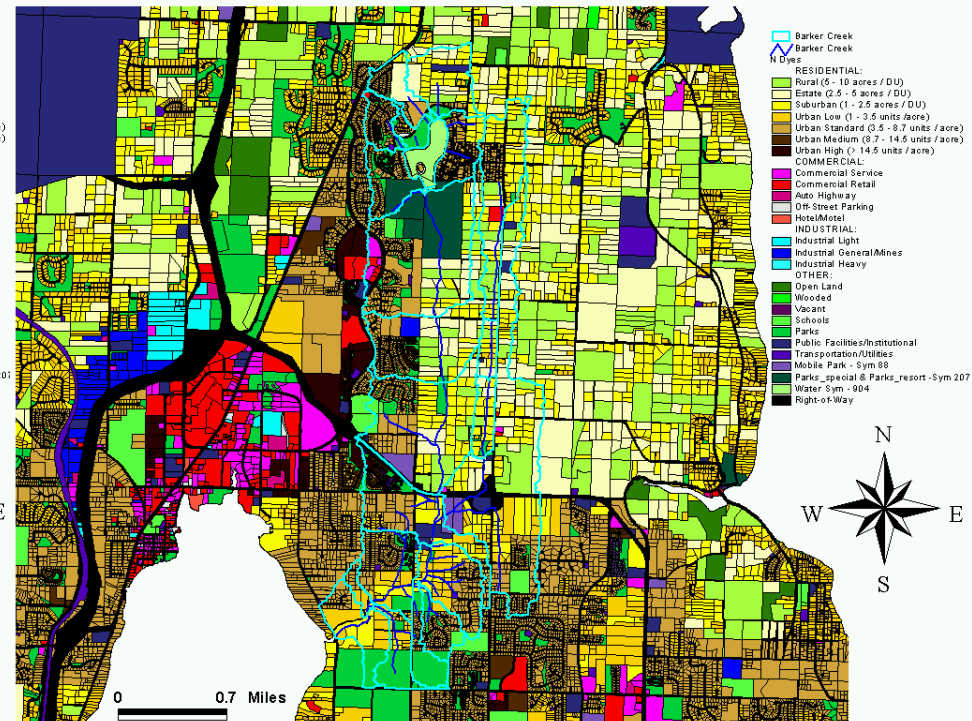 Barker Creek
Barker Creek
N Dyes
RESIDENTIAL:
Rural (5 - 10 acres / DU)
Estate (2.5 - 5 acres / DU)
Suburban (1 - 2.5 acres / DU)
Urban Low (1 - 3.5 units /acre)
Urban Standard (3.5 - 8.7 units /acre)
Urban Medium (8.7 - 14.5 units /acre)
Urban High (> 14.5 units /acre)
COMMERCIAL:
Commercial Service
Commercial Retail
Auto Highway
Off-Street Parking
Hotel/Motel
INDUSTRIAL:
Industrial Light
Industrial General/Mines
Industrial Heavy
OTHER:
Open Land
Wooded
Vacant
Schools
Parks
Public Facilities/Institutional
Transportation/Utilities
Mobile Park - Sym 88
Parks_special & Parks_resort -Sym 207
Water Sym - 904
Right-of-Way
207
E
N
W
E
S
0
0.7 Miles